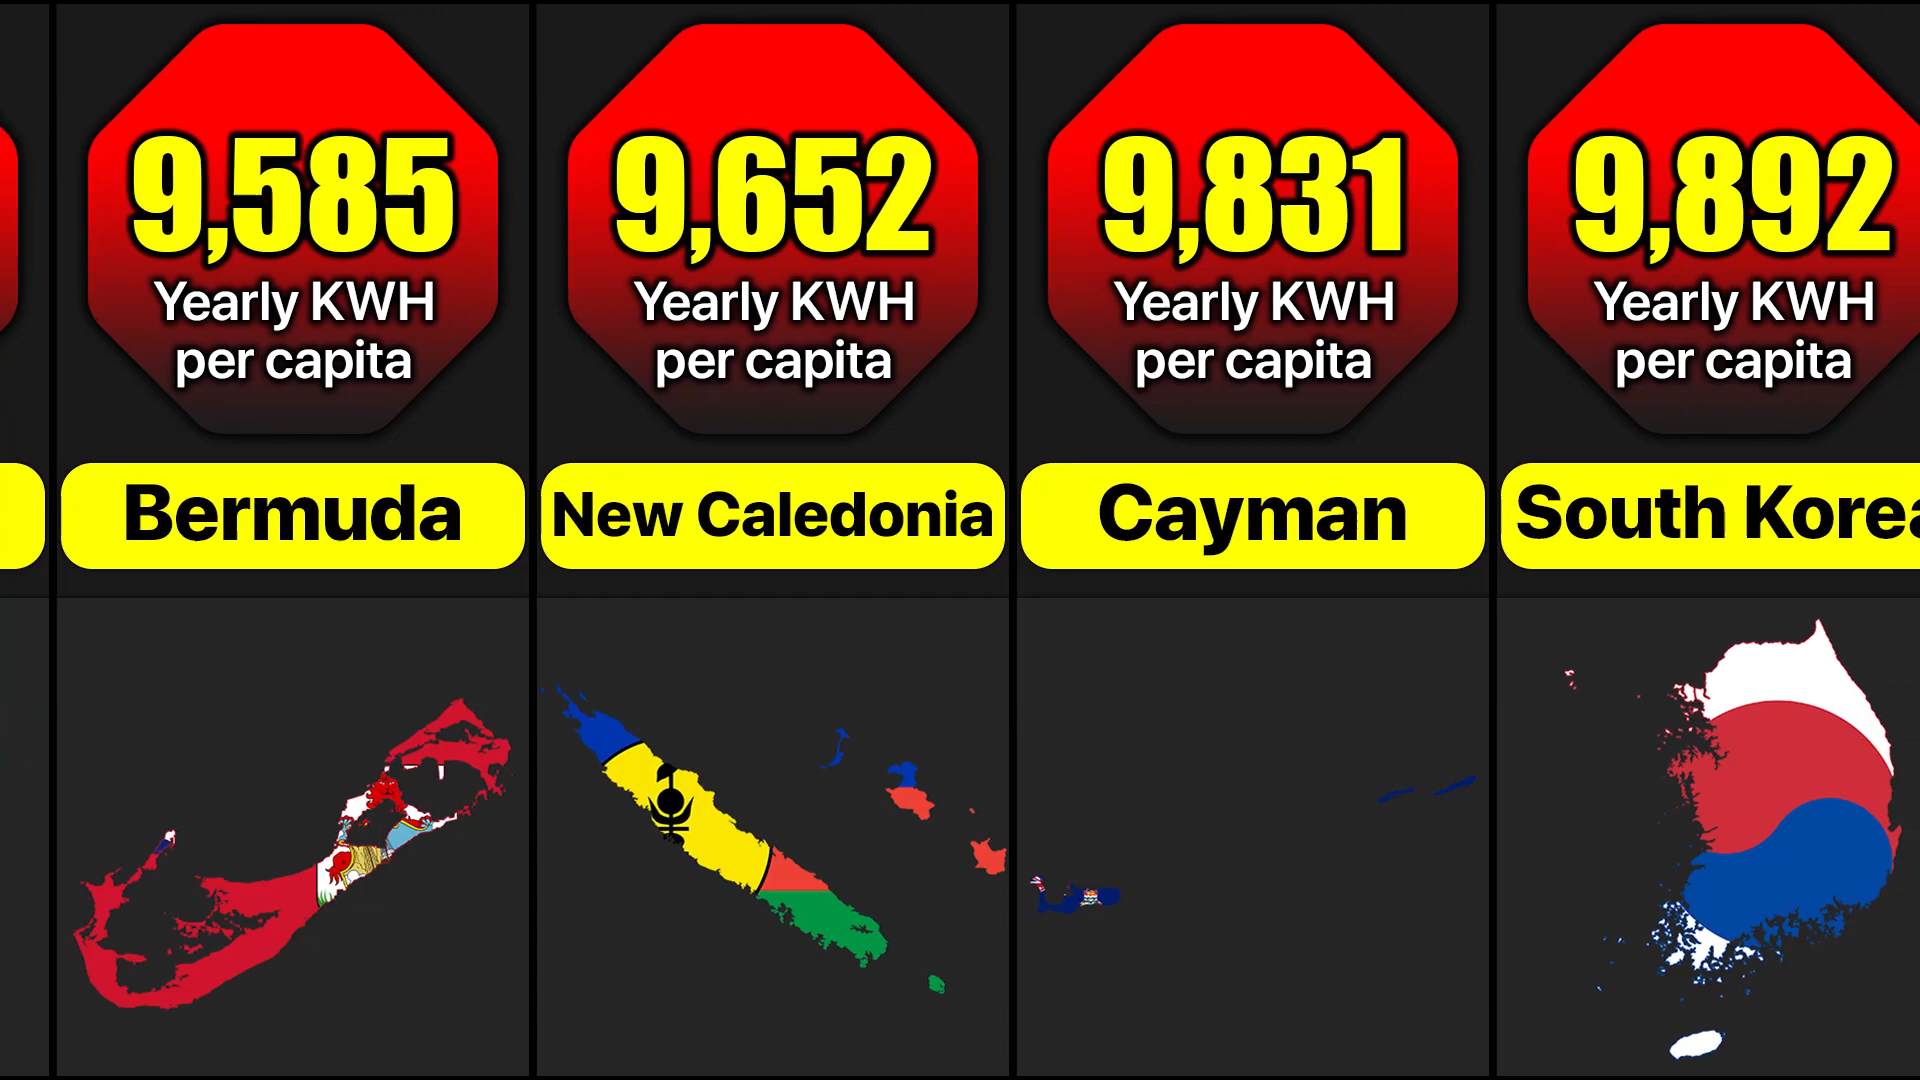 9,585
Yearly KWH
per capita
Bermuda
9,652
Yearly KWH
per capita
New Caledonia
9,831
Yearly KWH
per capita
Cayman
9,892
Yearly KWH
per capita
South Korea